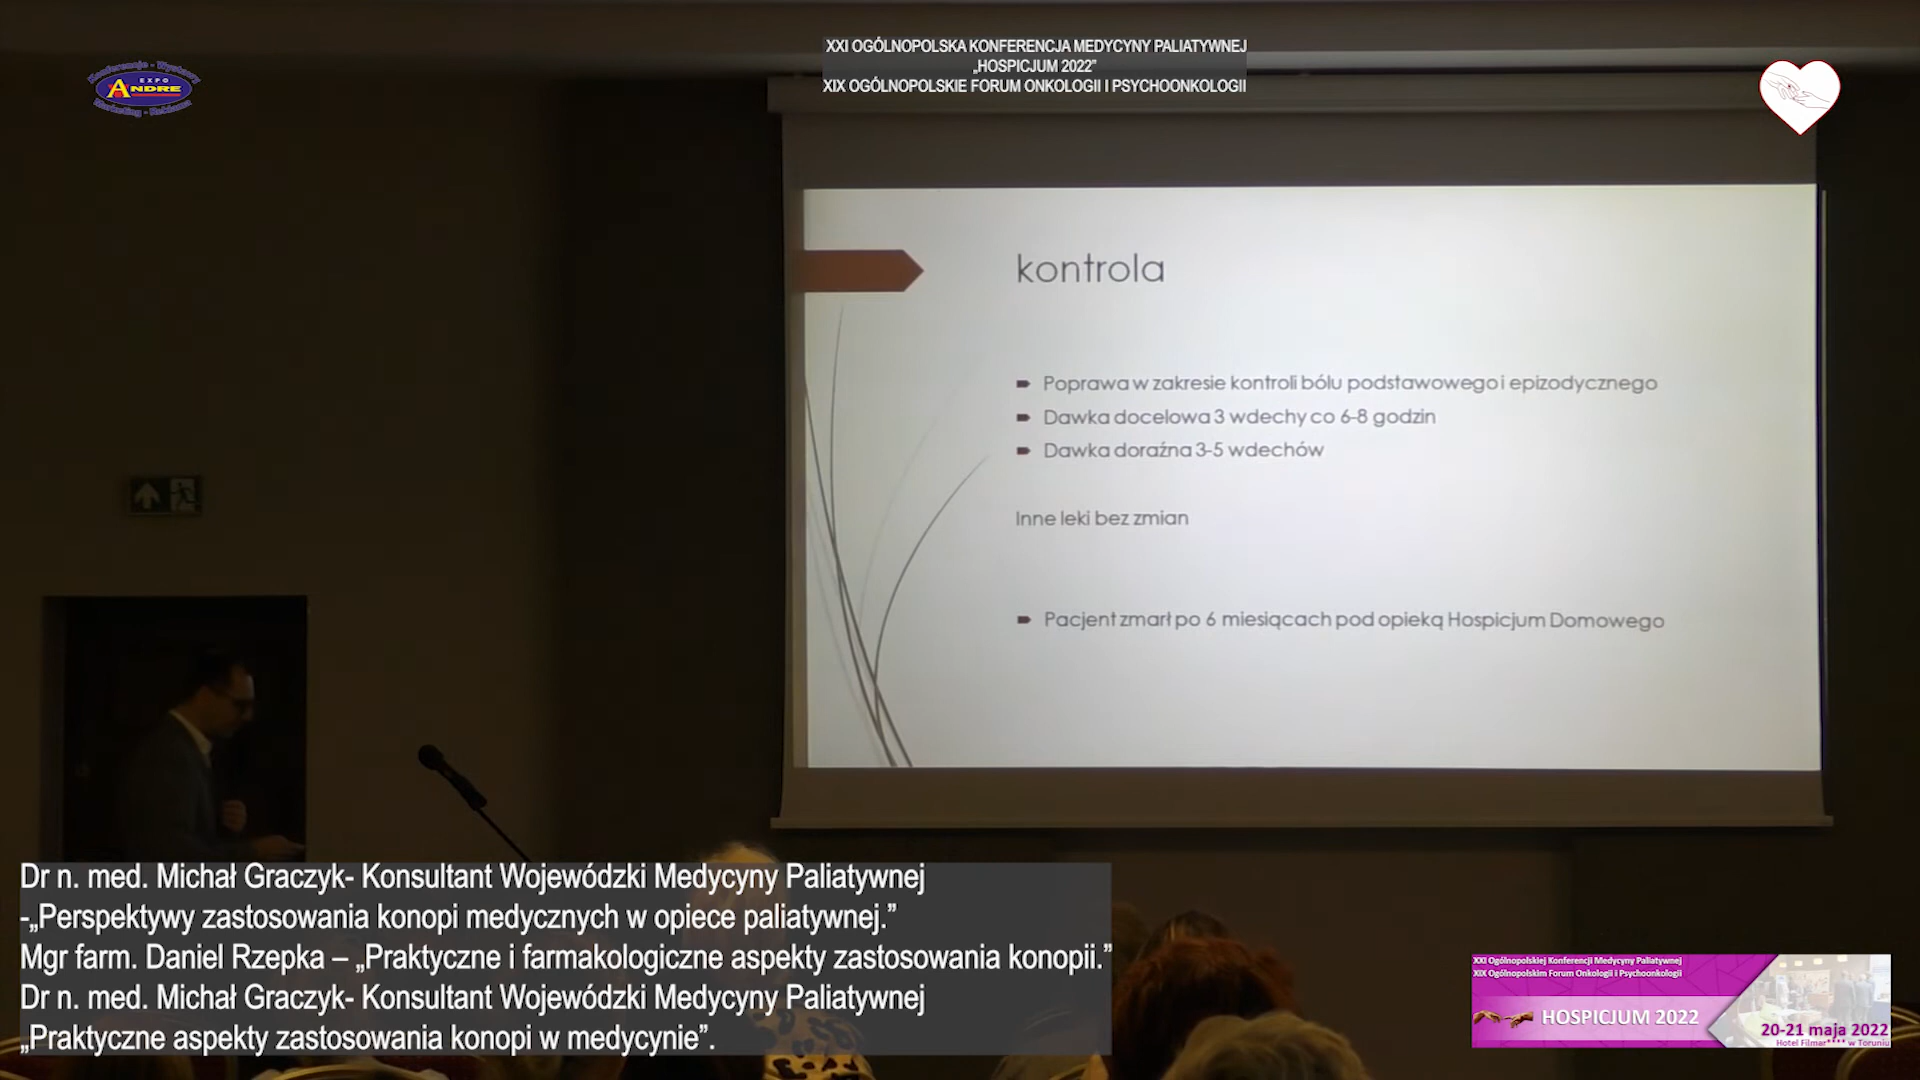 XXI OGÓLNOPOLSKA KONFERENCJA MEDYCYNY PALIATYWNEJ
„HOSPICJUM 2022”
XIX OGÓLNOPOLSKIE FORUM ONKOLOGII I PSYCHOONKOLOGII
Konferencje - Wystawy
EXPO
ANDRE
Marketing - Reklama
kontrola
Poprawa w zakresie kontroli bólu podstawowego i epizodycznego
Dawka docelowa 3 wdechy co 6-8 godzin
Dawka doraźna 3-5 wdechów
Inne leki bez zmian
Pacjent zmarł po 6 miesiącach pod opieką Hospicjum Domowego
Dr n. med. Michał Graczyk- Konsultant Wojewódzki Medycyny Paliatywnej
-„Perspektywy zastosowania konopi medycznych w opiece paliatywnej.”
Mgr farm. Daniel Rzepka – „Praktyczne i farmakologiczne aspekty zastosowania konopii.”
Dr n. med. Michał Graczyk- Konsultant Wojewódzki Medycyny Paliatywnej
„Praktyczne aspekty zastosowania konopi w medycynie”.
XXI Ogólnopolskiej Konferencji Medycyny Paliatywnej
XIX Ogólnopolskim Forum Onkologii i Psychoonkologii
HOSPICJUM 2022
20-21 maja 2022
Hotel Filmar**** w Toruniu